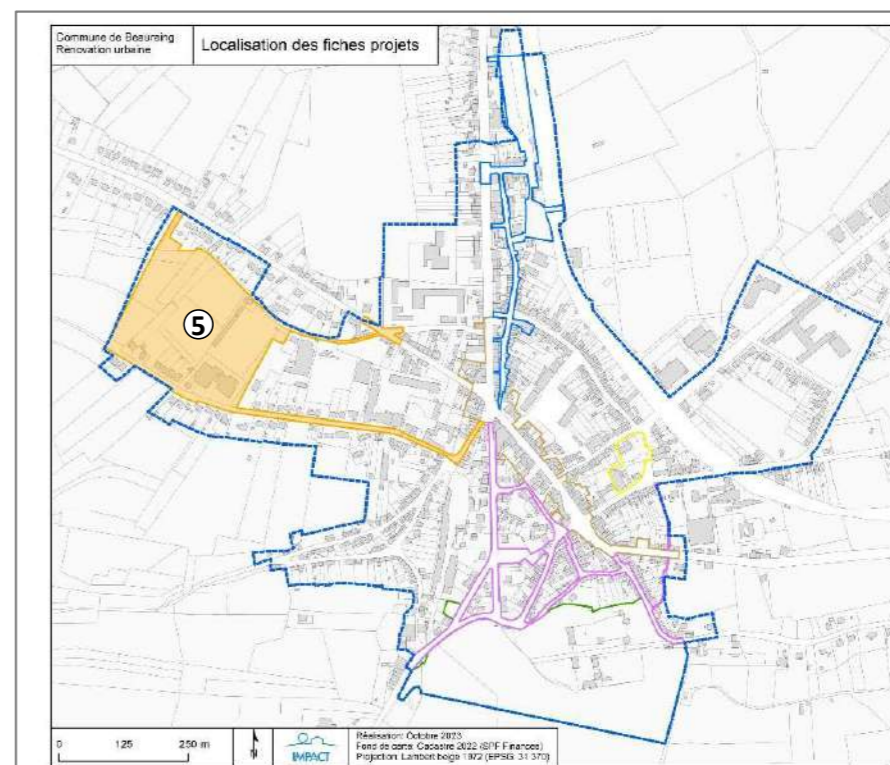 Commune de Beauraing
Rénovation urbaine
Localisation des fiches projets
5
0 125 250 m
N
IMPACT
Réalisation: Octobre 2023
Fond de carte: Cadastre 2022 (SPF Finances)
Projection: Lambert belge 1972 (EPSG: 31 370)